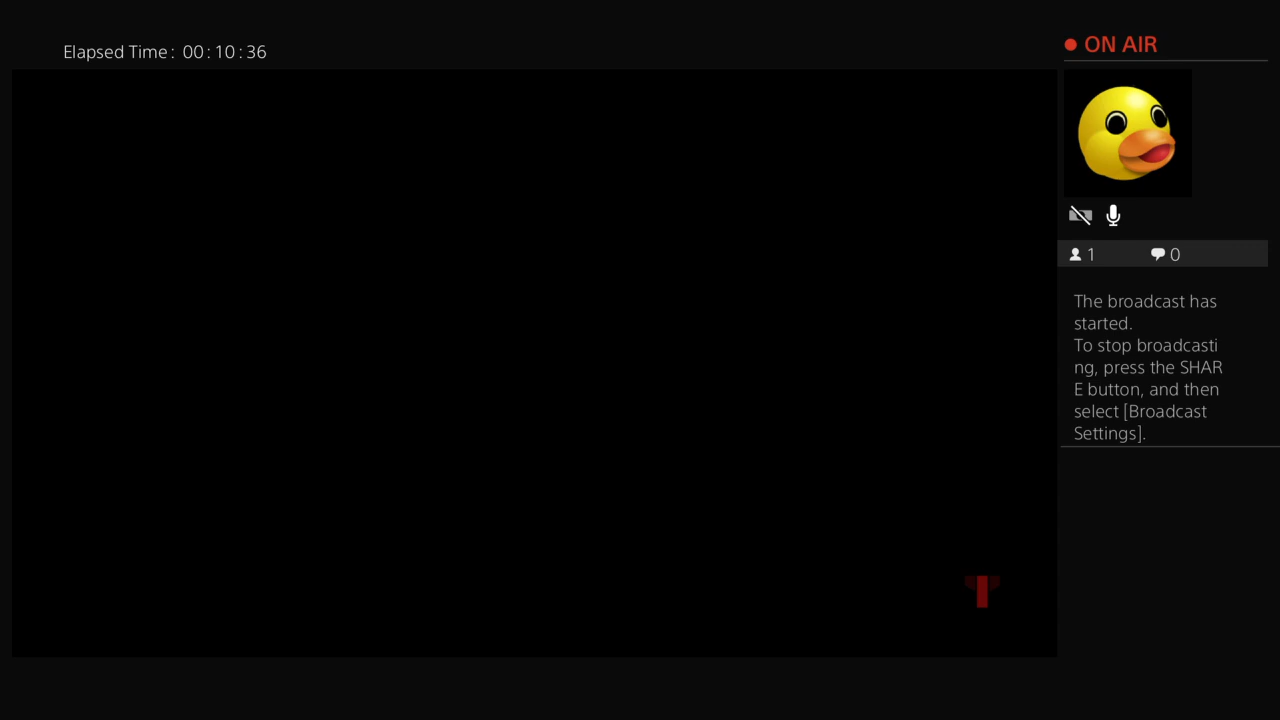 Elapsed Time: 00:10:36
ON AIR
1 0
The broadcast has
started.
To stop broadcasti
ng, press the SHAR
E button, and then
select [Broadcast
Settings].